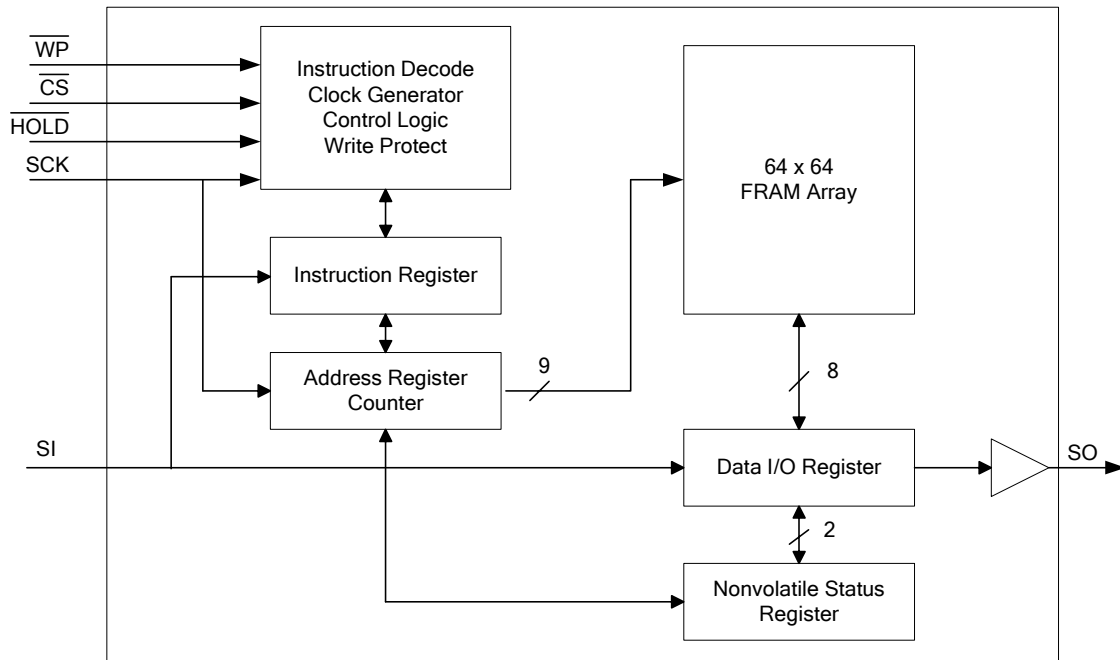 WP
CS
HOLD
SCK
Instruction Decode
Clock Generator
Control Logic
Write Protect
64 x 64
FRAM Array
Instruction Register
Address Register
Counter
9
8
SI
Data I/O Register
SO
2
Nonvolatile Status
Register